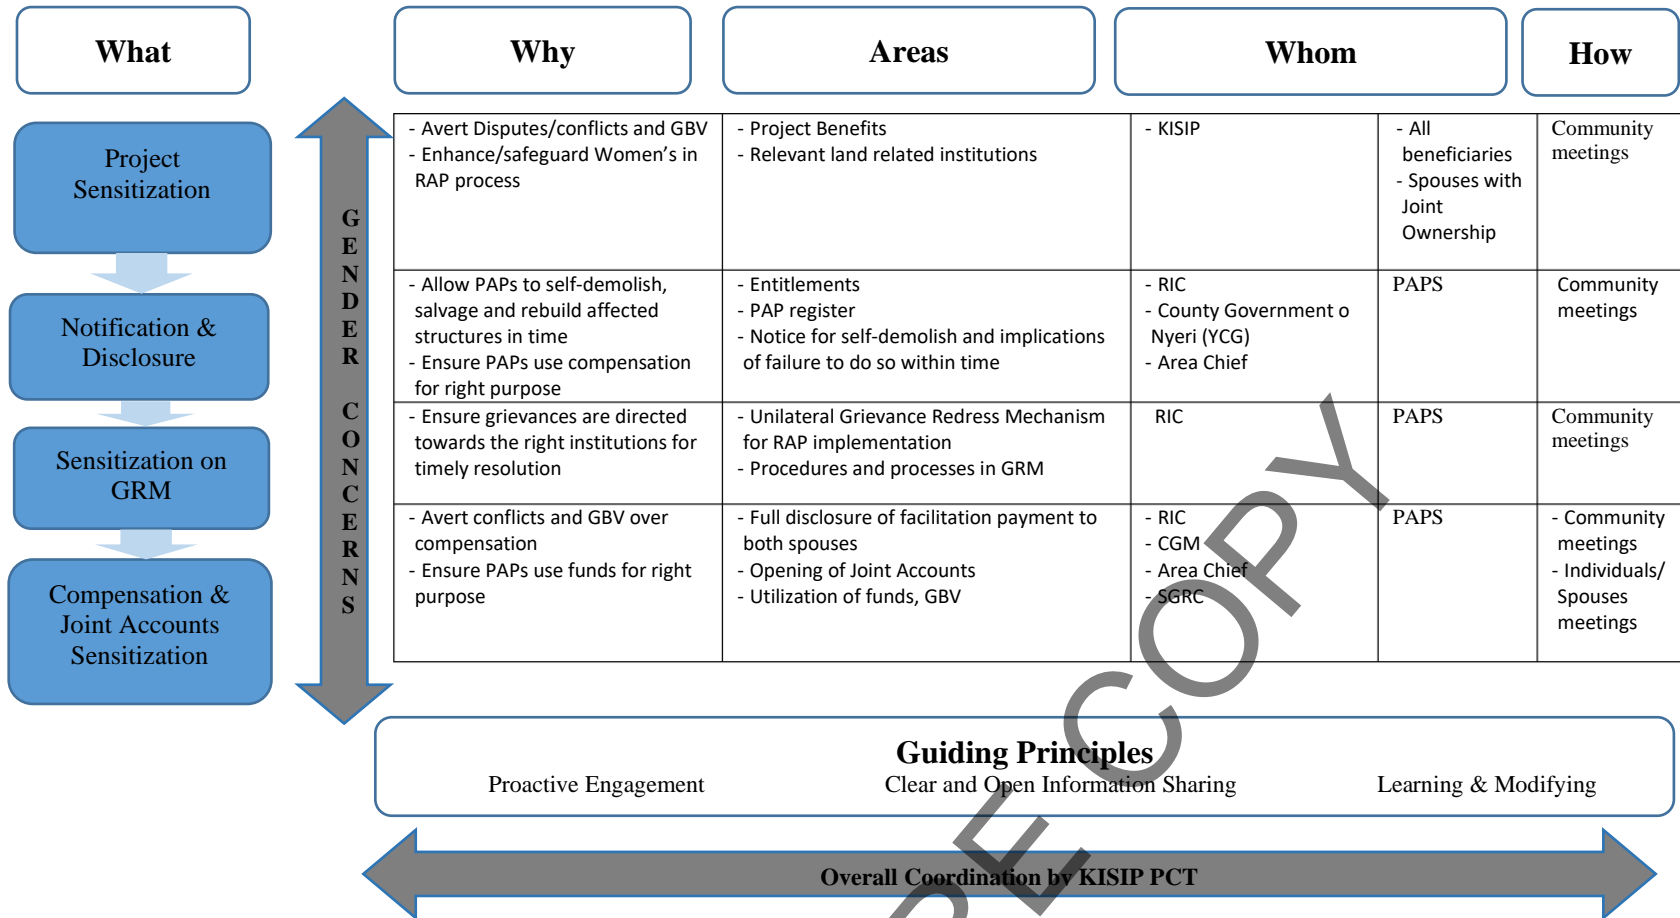 What
Why
Areas
Whom
How
Project
Sensitization
Notification &
Disclosure
Sensitization on
GRM
Compensation &
Joint Accounts
Sensitization
GENDER CONCERNS
- Avert Disputes/conflicts and GBV
- Enhance/safeguard Women's in
RAP process
- Project Benefits
- Relevant land related institutions
- KISIP
- All
beneficiaries
- Spouses with
Joint
Ownership
Community
meetings
- Allow PAPs to self-demolish,
salvage and rebuild affected
structures in time
- Ensure PAPs use compensation
for right purpose
- Entitlements
- PAP register
- Notice for self-demolish and implications
of failure to do so within time
- RIC
- County Government o
Nyeri (YCG)
- Area Chief
PAPS
Community
meetings
- Ensure grievances are directed
towards the right institutions for
timely resolution
- Unilateral Grievance Redress Mechanism
for RAP implementation
- Procedures and processes in GRM
RIC
PAPS
Community
meetings
- Avert conflicts and GBV over
compensation
- Ensure PAPs use funds for right
purpose
- Full disclosure of facilitation payment to
both spouses
- Opening of Joint Accounts
- Utilization of funds, GBV
- RIC
- CGM
- Area Chief
- SGRC
PAPS
- Community
meetings
- Individuals/
Spouses
meetings
Guiding Principles
Proactive Engagement
Clear and Open Information Sharing
Learning & Modifying
Overall Coordination by KISIP PCT
PE COPY